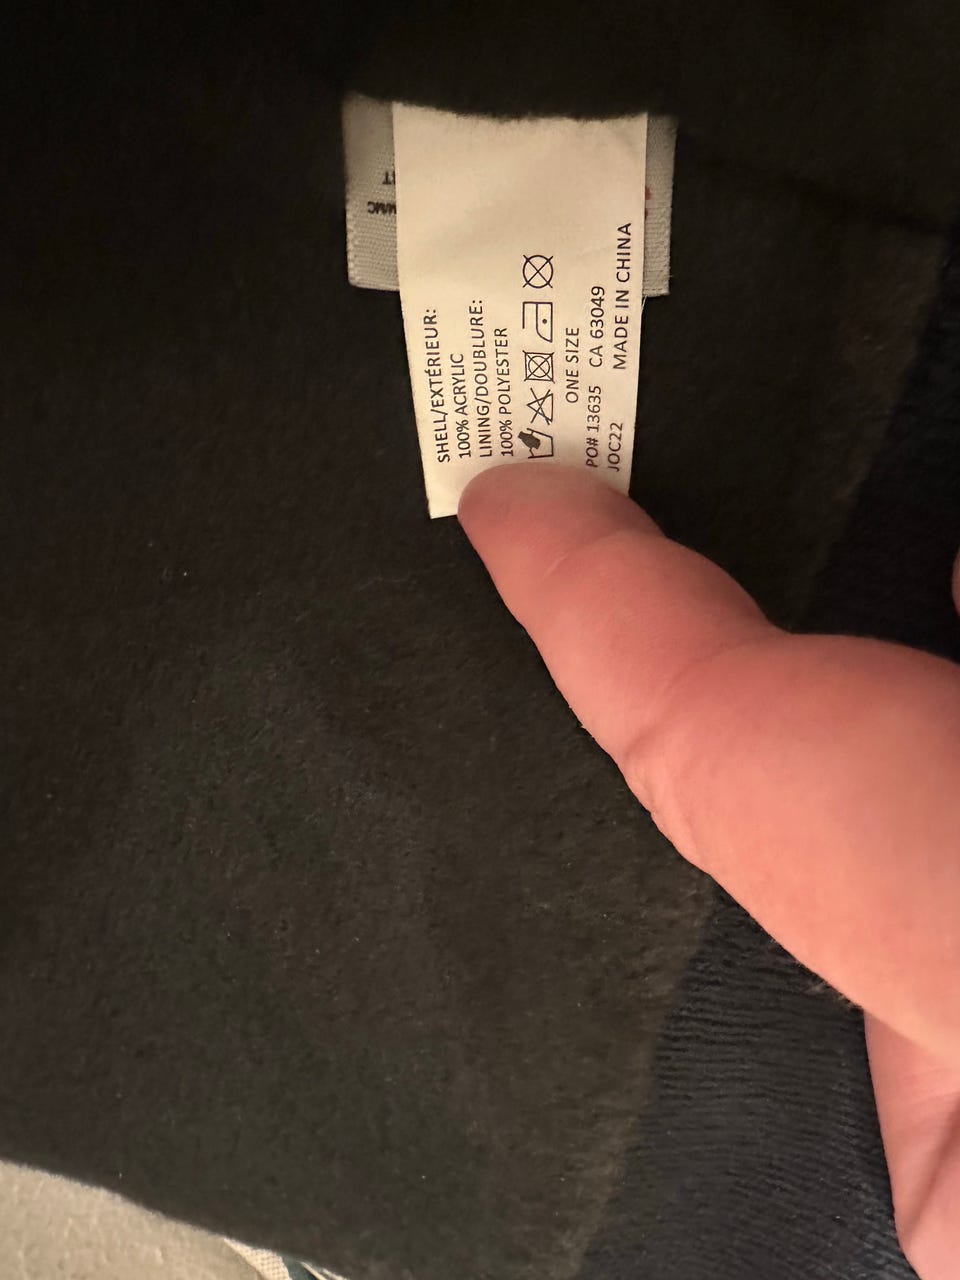 SHELL/EXTÉRIEUR:
100% ACRYLIC
LINING/DOUBLURE:
100% POLYESTER
ONE SIZE
PO# 13635 CA 63049
JOC22 MADE IN CHINA